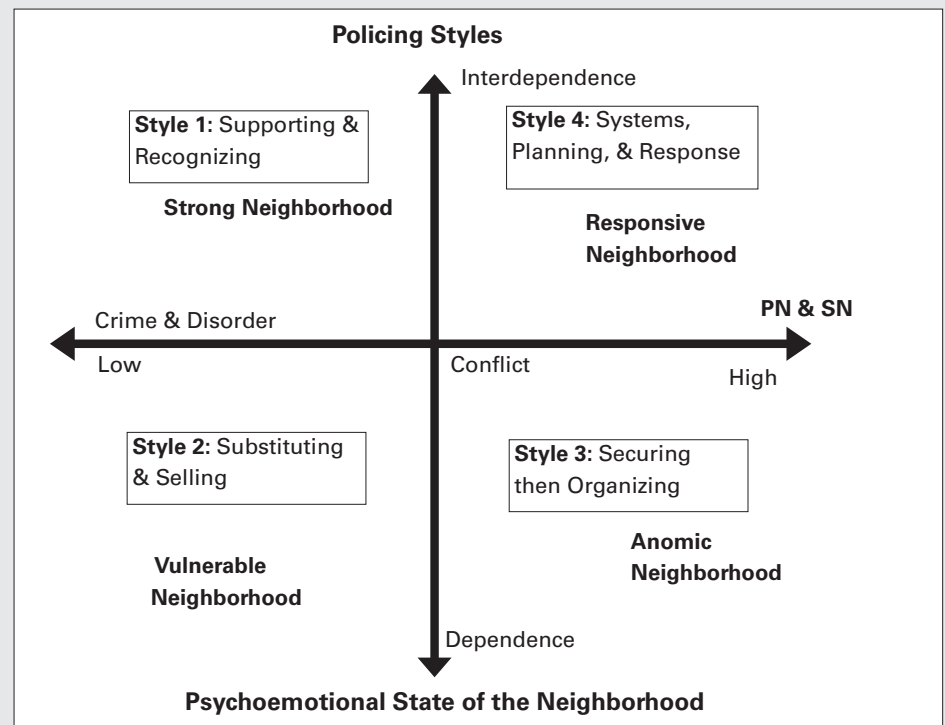 Policing Styles
Interdependence
Style 1: Supporting &
Recognizing
Strong Neighborhood
Style 4: Systems,
Planning, & Response
Responsive
Neighborhood
PN & SN
Crime & Disorder
Low
Conflict
High
Style 2: Substituting
& Selling
Vulnerable
Neighborhood
Style 3: Securing
then Organizing
Anomic
Neighborhood
Dependence
Psychoemotional State of the Neighborhood